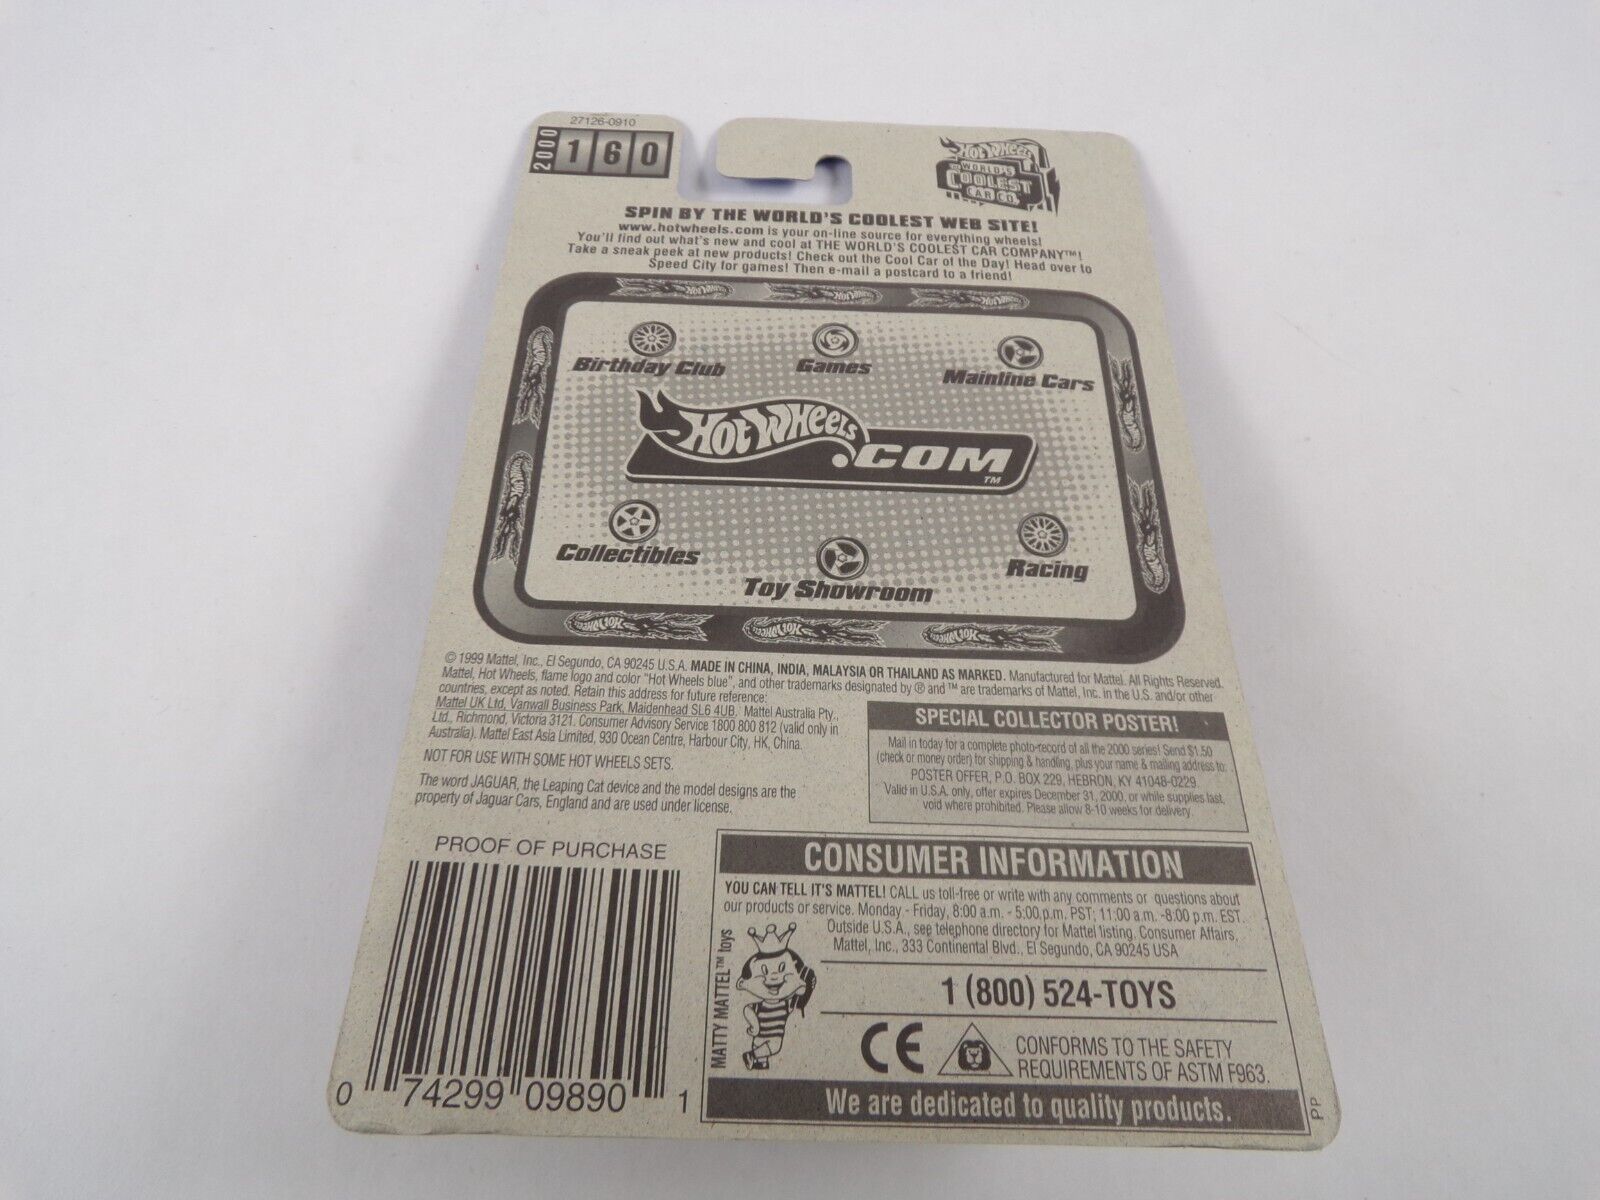 27126-0910
2000 160
HOT WHEELS
WORLD'S
COOLEST
CAR CO.
SPIN BY THE WORLD'S COOLEST WEB SITE!
www.hotwheels.com is your on-line source for everything wheels!
You'll find out what's new and cool at THE WORLD'S COOLEST CAR COMPANY™!
Take a sneak peek at new products! Check out the Cool Car of the Day! Head over to
Speed City for games! Then e-mail a postcard to a friend!
HOT WHEELS HOT WHEELS HOT WHEELS
Birthday Club
Games
Mainline Cars
HOT WHEELS
.COM™
Collectibles
Toy Showroom
Racing
HOT WHEELS HOT WHEELS HOT WHEELS
© 1999 Mattel, Inc., El Segundo, CA 90245 U.S.A. MADE IN CHINA, INDIA, MALAYSIA OR THAILAND AS MARKED. Manufactured for Mattel. All Rights Reserved.
Mattel, Hot Wheels, flame logo and color "Hot Wheels blue", and other trademarks designated by ® and ™ are trademarks of Mattel, Inc. in the U.S. and/or other
countries, except as noted. Retain this address for future reference:
Mattel UK Ltd, Vanwall Business Park, Maidenhead SL6 4UB. Mattel Australia Pty.,
Ltd., Richmond, Victoria 3121. Consumer Advisory Service 1800 800 812 (valid only in
Australia). Mattel East Asia Limited, 930 Ocean Centre, Harbour City, HK, China.
NOT FOR USE WITH SOME HOT WHEELS SETS.
The word JAGUAR, the Leaping Cat device and the model designs are the
property of Jaguar Cars, England and are used under license.
SPECIAL COLLECTOR POSTER!
Mail in today for a complete photo-record of all the 2000 series! Send $1.50
(check or money order) for shipping & handling, plus your name & mailing address to:
POSTER OFFER, P.O. BOX 229, HEBRON, KY 41048-0229.
Valid in U.S.A. only, offer expires December 31, 2000, or while supplies last,
void where prohibited. Please allow 8-10 weeks for delivery.
PROOF OF PURCHASE
0 74299 09890 1
CONSUMER INFORMATION
YOU CAN TELL IT'S MATTEL! CALL us toll-free or write with any comments or questions about
our products or service. Monday - Friday, 8:00 a.m. - 5:00 p.m. PST; 11:00 a.m. -8:00 p.m. EST.
Outside U.S.A., see telephone directory for Mattel listing. Consumer Affairs,
Mattel, Inc., 333 Continental Blvd., El Segundo, CA 90245 USA
MATTY MATTEL™ toys
1 (800) 524-TOYS
CE
CONFORMS TO THE SAFETY
REQUIREMENTS OF ASTM F963.
We are dedicated to quality products.
PP